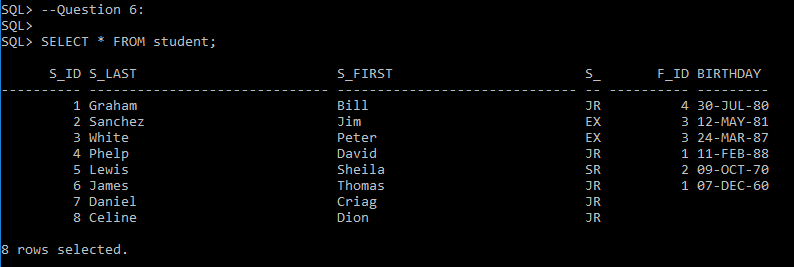 SQL> --Question 6:
SQL>
SQL> SELECT * FROM student;
      S_ID S_LAST                         S_FIRST                        S_       F_ID BIRTHDAY
---------- ------------------------------ ------------------------------ -- ---------- ---------
         1 Graham                         Bill                           JR          4 30-JUL-80
         2 Sanchez                        Jim                            EX          3 12-MAY-81
         3 White                          Peter                          EX          3 24-MAR-87
         4 Phelp                          David                          JR          1 11-FEB-88
         5 Lewis                          Sheila                         SR          2 09-OCT-70
         6 James                          Thomas                         JR          1 07-DEC-60
         7 Daniel                         Criag                          JR
         8 Celine                         Dion                           JR
8 rows selected.